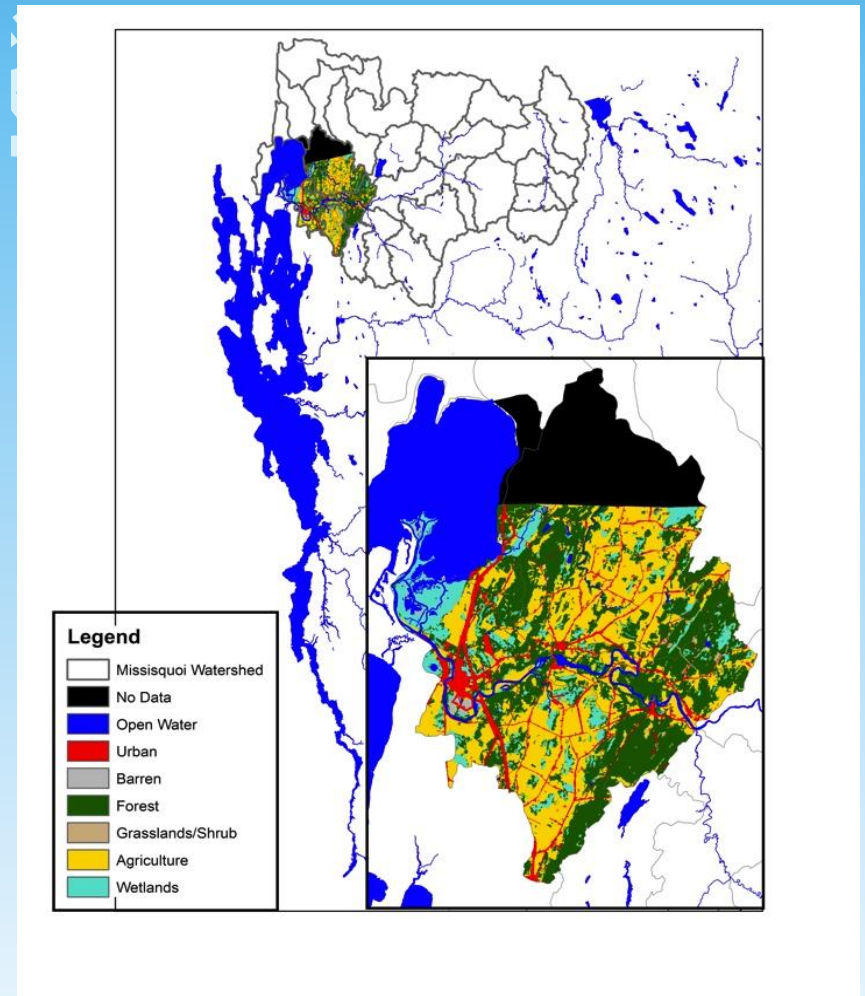 Legend
Missisquoi Watershed
No Data
Open Water
Urban
Barren
Forest
Grasslands/Shrub
Agriculture
Wetlands